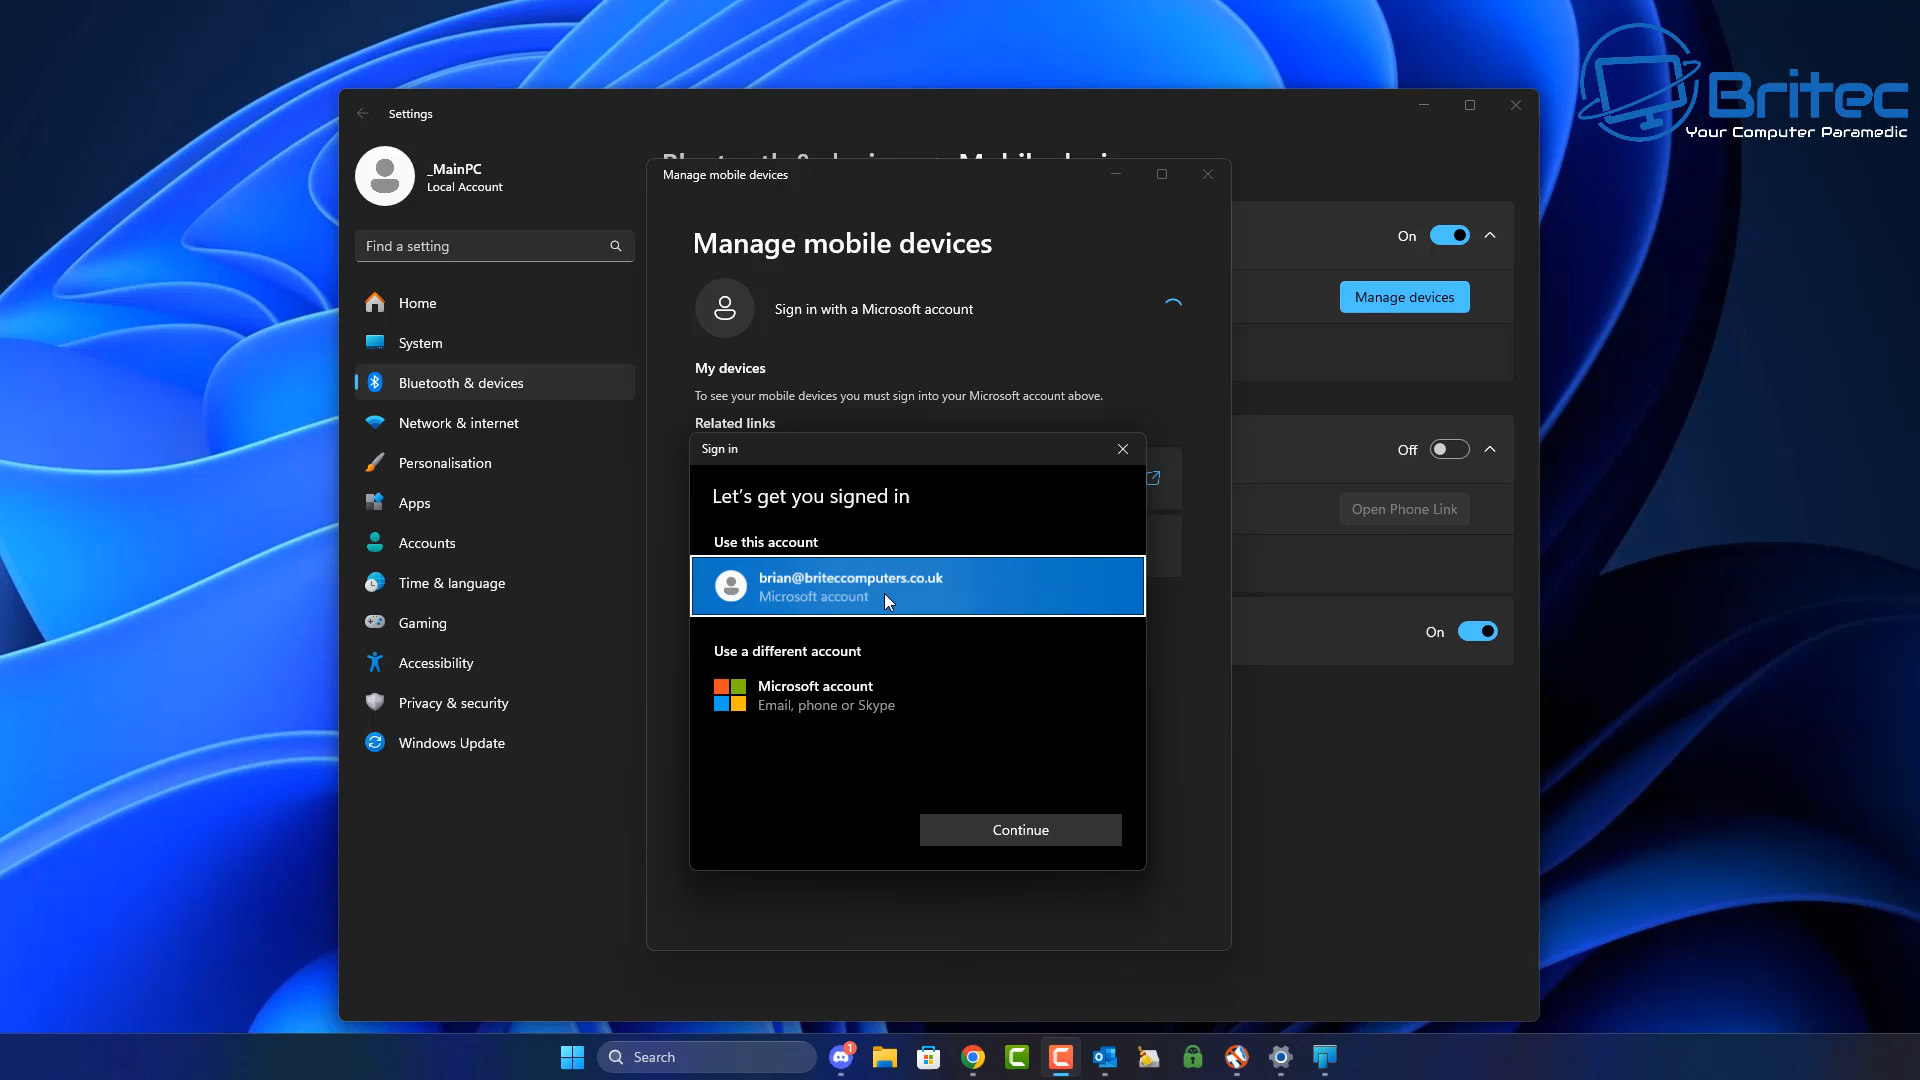 Britec
Your Computer Paramedic
Settings
_MainPC
Local Account
Find a setting
Home
System
Bluetooth & devices
Network & internet
Personalisation
Apps
Accounts
Time & language
Gaming
Accessibility
Privacy & security
Windows Update
Manage mobile devices
Manage mobile devices
Sign in with a Microsoft account
My devices
To see your mobile devices you must sign into your Microsoft account above.
Related links
Sign in
Let's get you signed in
Use this account
brian@briteccomputers.co.uk
Microsoft account
Use a different account
Microsoft account
Email, phone or Skype
Continue
On
Manage devices
Off
Open Phone Link
On
Search
1